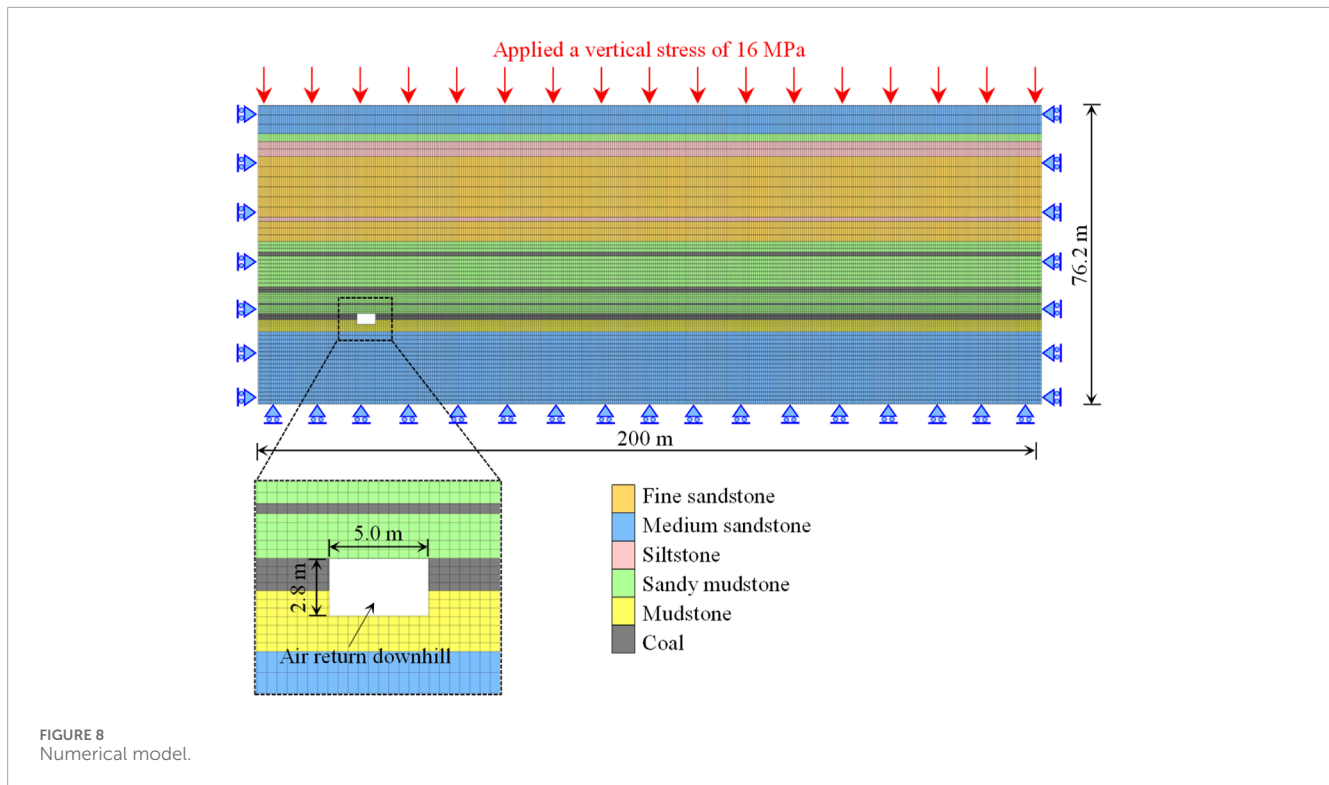 Applied a vertical stress of 16 MPa
76.2 m
200 m
5.0 m
2.8 m
Air return downhill
Fine sandstone
Medium sandstone
Siltstone
Sandy mudstone
Mudstone
Coal
FIGURE 8
Numerical model.